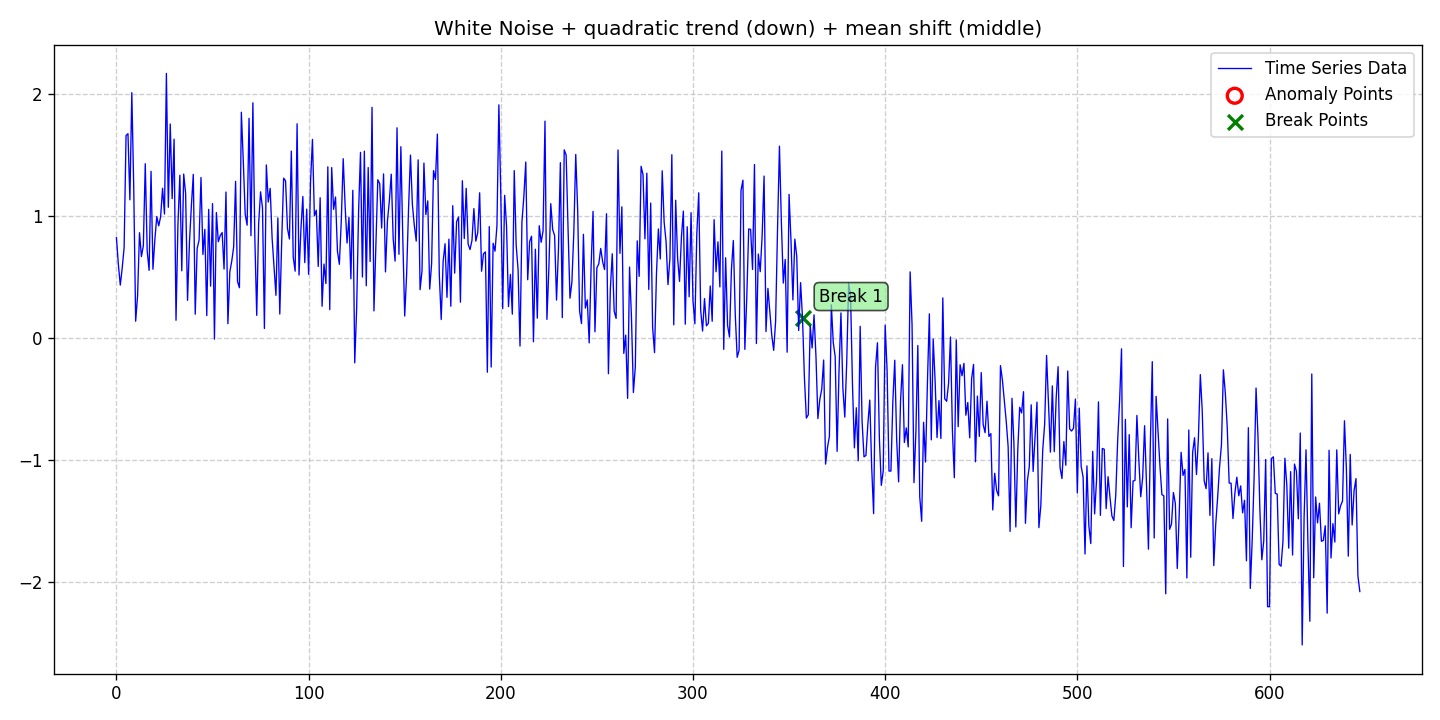 White Noise + quadratic trend (down) + mean shift (middle)
Time Series Data
Anomaly Points
Break Points
Break 1
2
1
0
−1
−2
0 100 200 300 400 500 600